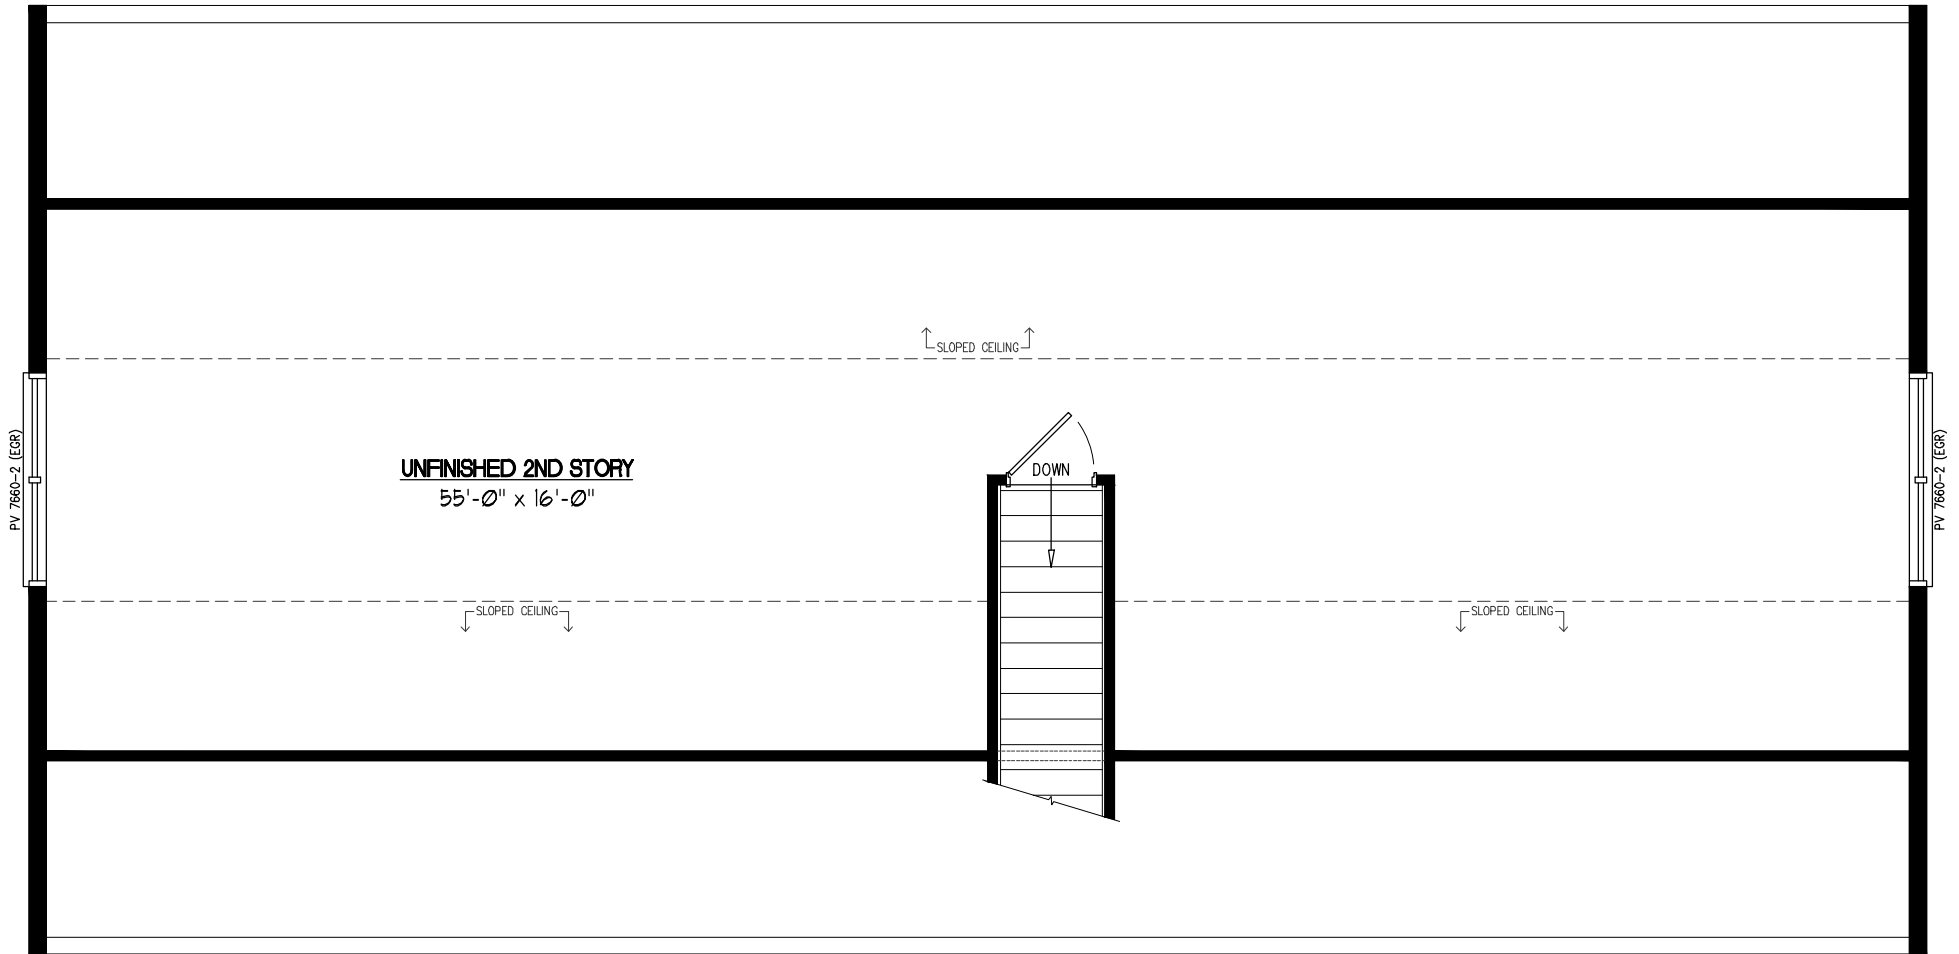 SLOPED CEILING
PV 7660-2 (EGR)
PV 7660-2 (EGR)
UNFINISHED 2ND STORY
55'-0" x 16'-0"
DOWN
SLOPED CEILING
SLOPED CEILING